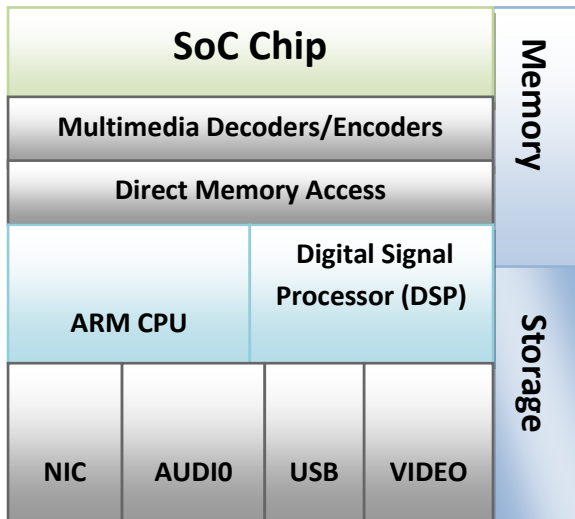 SoC Chip
Multimedia Decoders/Encoders
Direct Memory Access
ARM CPU
Digital Signal
Processor (DSP)
NIC
AUDI0
USB
VIDEO
Memory
Storage